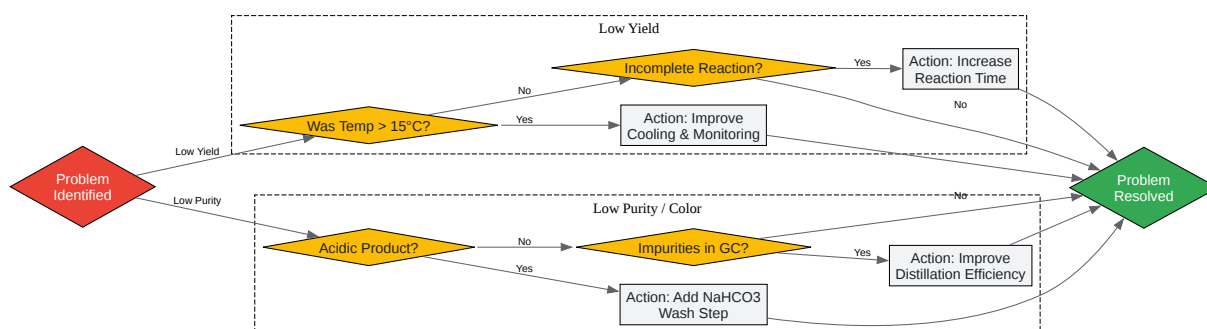 Low Yield
Incomplete Reaction?
Yes
Action: Increase
Reaction Time
No
No
Was Temp > 15°C?
Yes
Action: Improve
Cooling & Monitoring
Low Yield
Problem
Identified
Problem
Resolved
Low Purity
Low Purity / Color
No
Acidic Product?
No
Impurities in GC?
Yes
Action: Improve
Distillation Efficiency
Yes
Action: Add NaHCO3
Wash Step